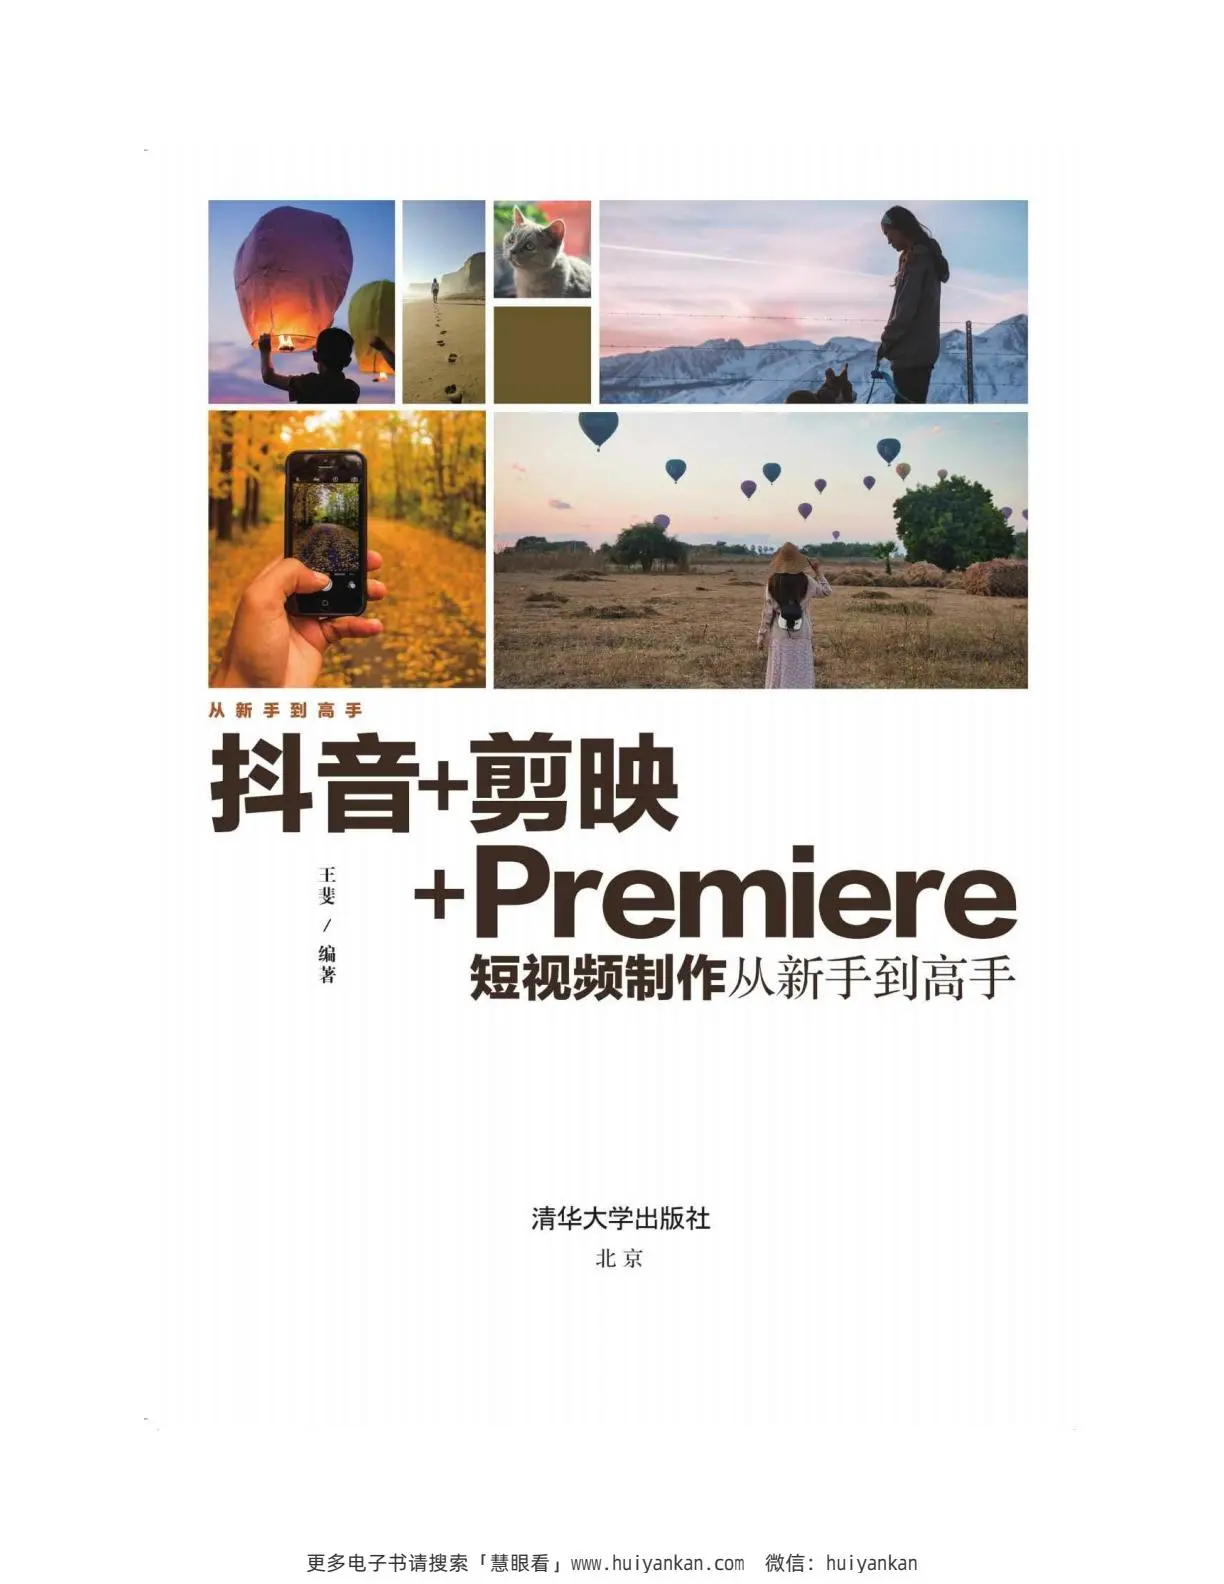 从新手到高手
抖音+剪映
+Premiere
短视频制作从新手到高手
王斐/编著
清华大学出版社
北京
更多电子书请搜索「慧眼看」www.huiyankan.com 微信：huiyankan